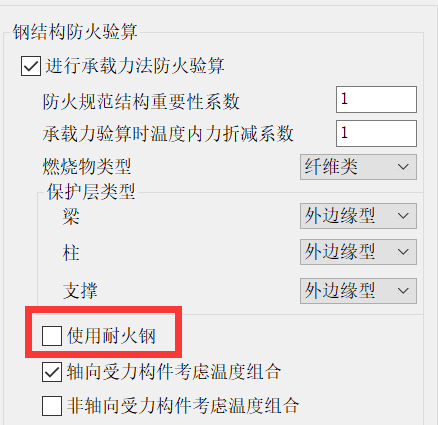 钢结构防火验算
进行承载力法防火验算
防火规范结构重要性系数 1
承载力验算时温度内力折减系数 1
燃烧物类型 纤维类
保护层类型
梁 外边缘型
柱 外边缘型
支撑 外边缘型
使用耐火钢
轴向受力构件考虑温度组合
非轴向受力构件考虑温度组合